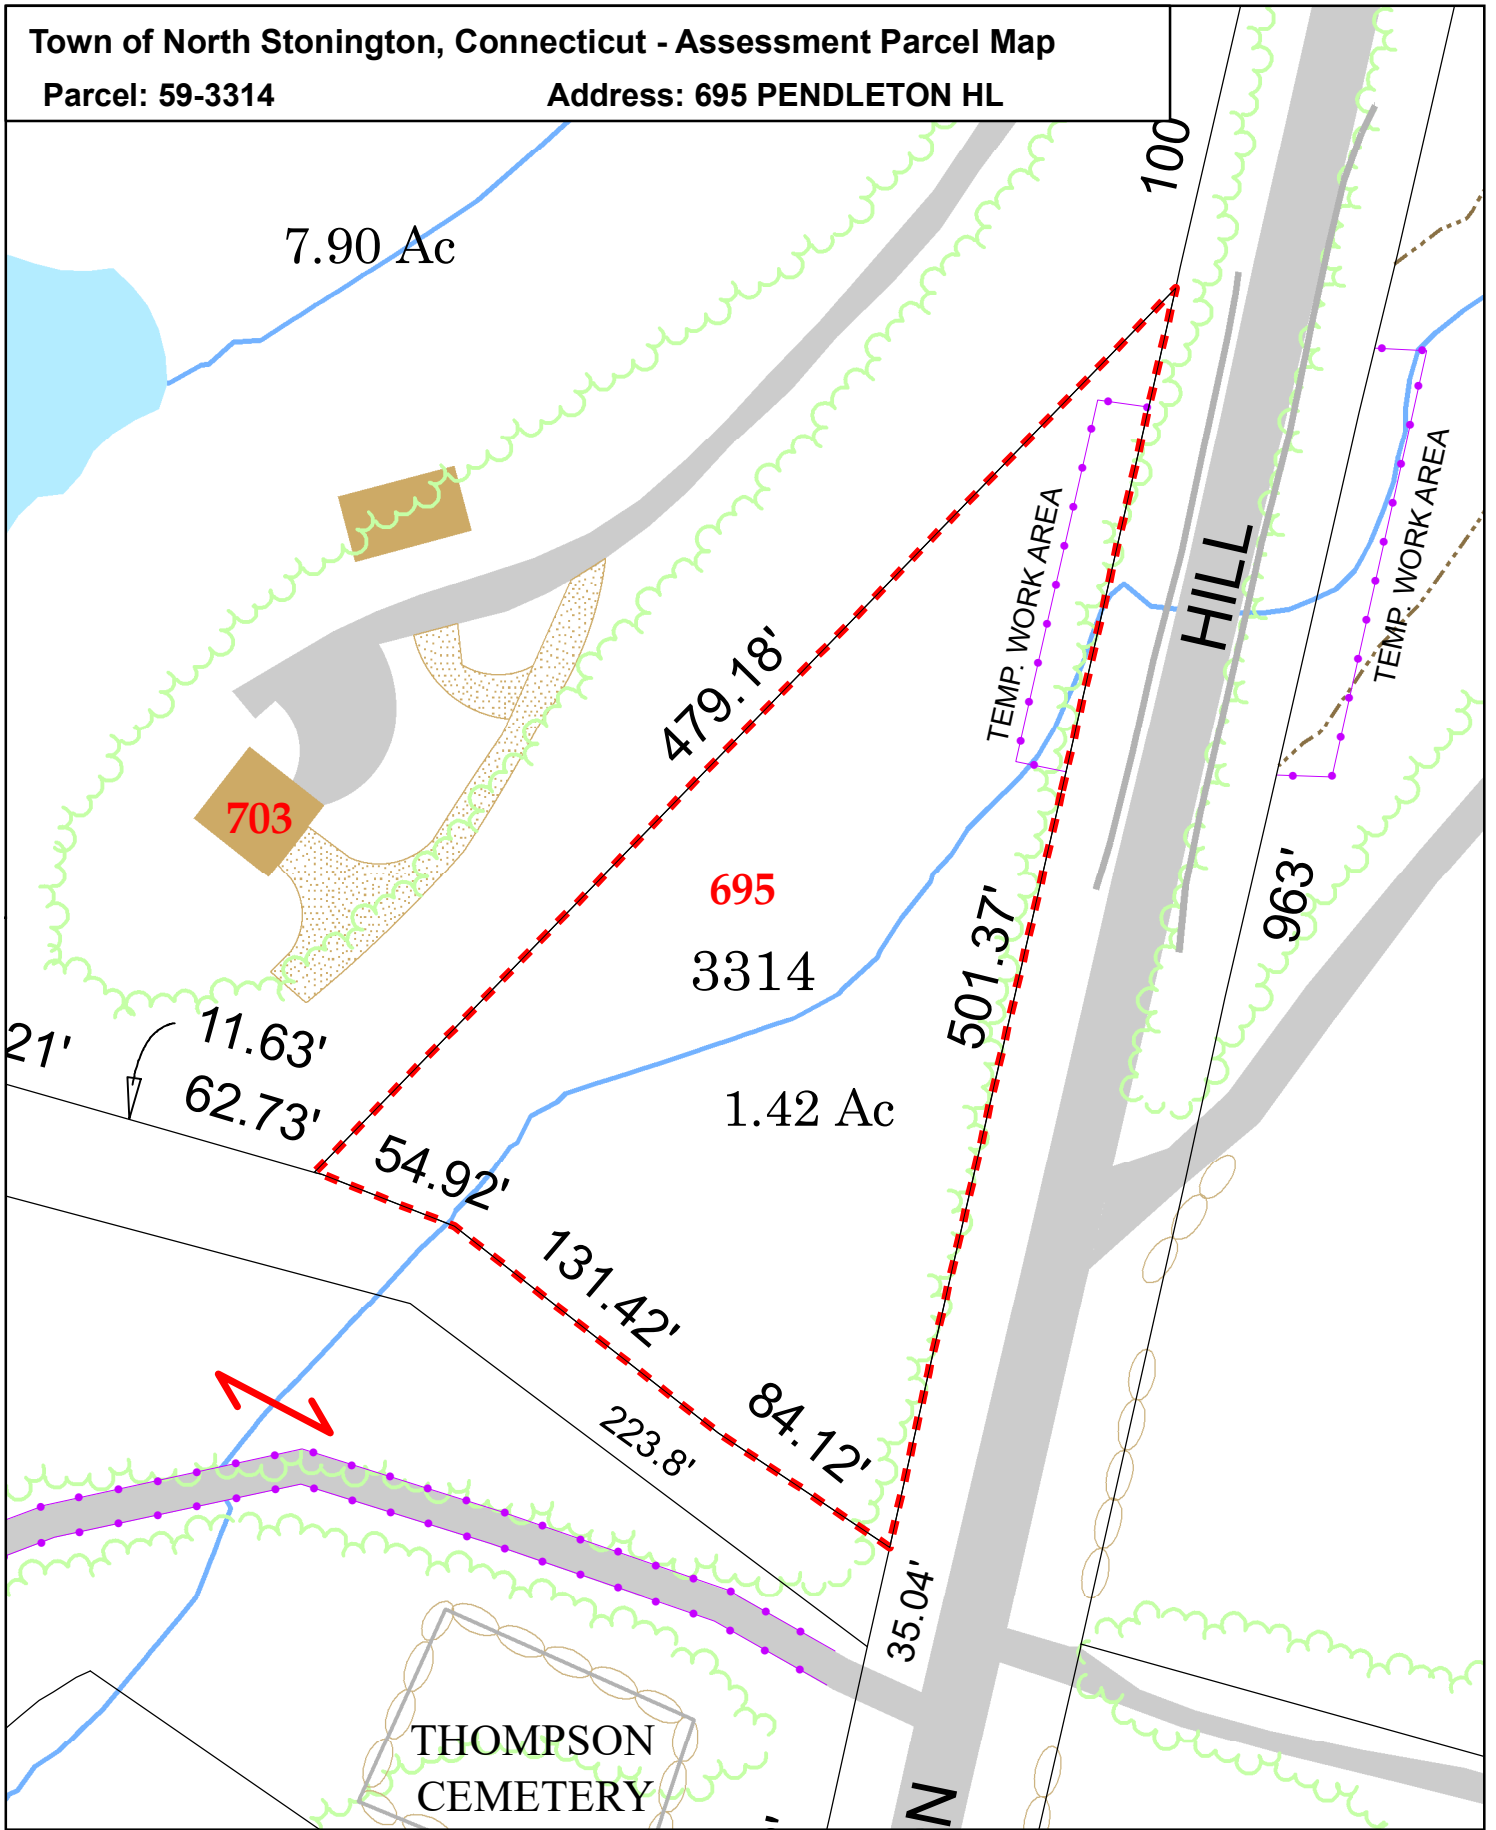 Town of North Stonington, Connecticut - Assessment Parcel Map
Parcel: 59-3314
Address: 695 PENDLETON HL
100
7.90 Ac
TEMP. WORK AREA
TEMP. WORK AREA
HILL
479.18'
703
695
3314
963'
501.37'
21'
11.63'
62.73'
1.42 Ac
54.92'
131.42'
84.12'
223.8'
35.04'
THOMPSON
CEMETERY
N